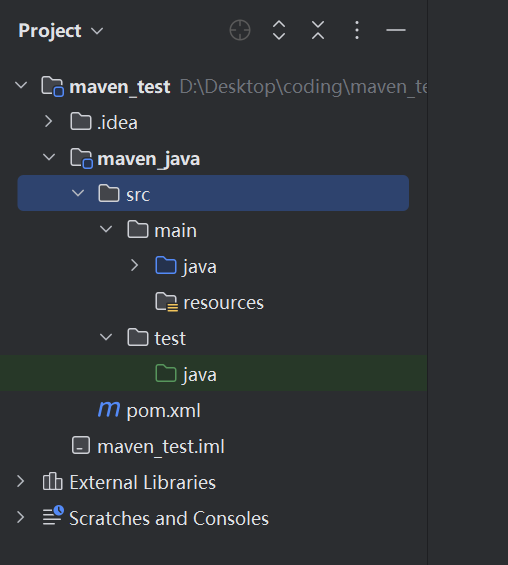 Project
maven_test D:\Desktop\coding\maven_te
.idea
maven_java
src
main
java
resources
test
java
m pom.xml
maven_test.iml
External Libraries
Scratches and Consoles